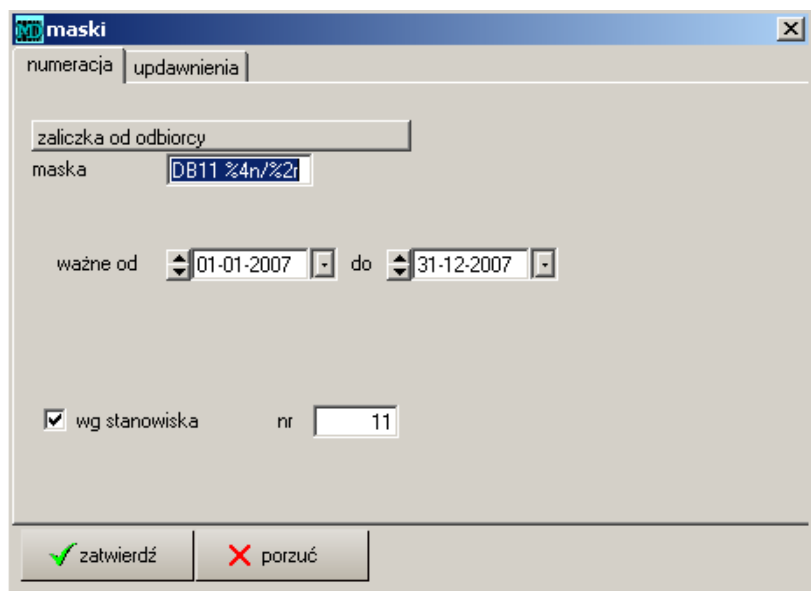 MD maski
numeracja updawnienia
zaliczka od odbiorcy
maska DB11 %4n/%2r
ważne od 01-01-2007 do 31-12-2007
wg stanowiska nr 11
zatwierdź porzuć